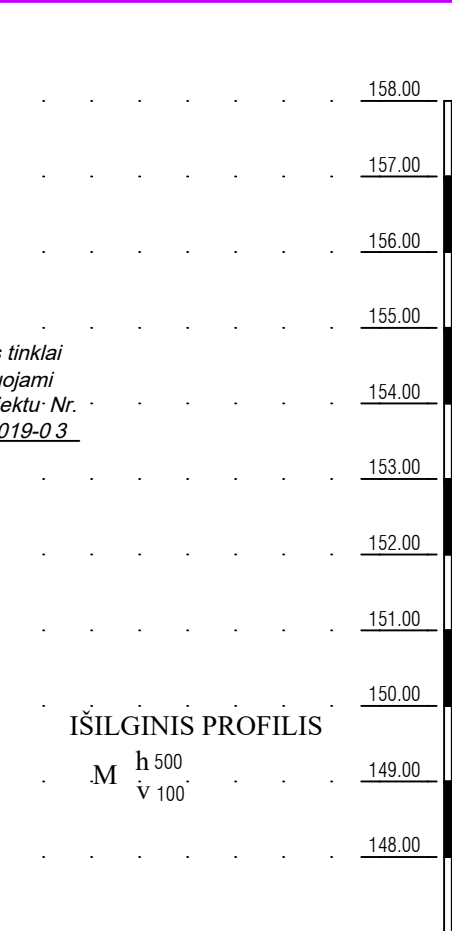 158.00
157.00
156.00
155.00
s tinklai
uojami
154.00
jektu Nr.
019-0 3
153.00
152.00
151.00
150.00
IŠILGINIS PROFILIS
M h 500
v 100
149.00
148.00